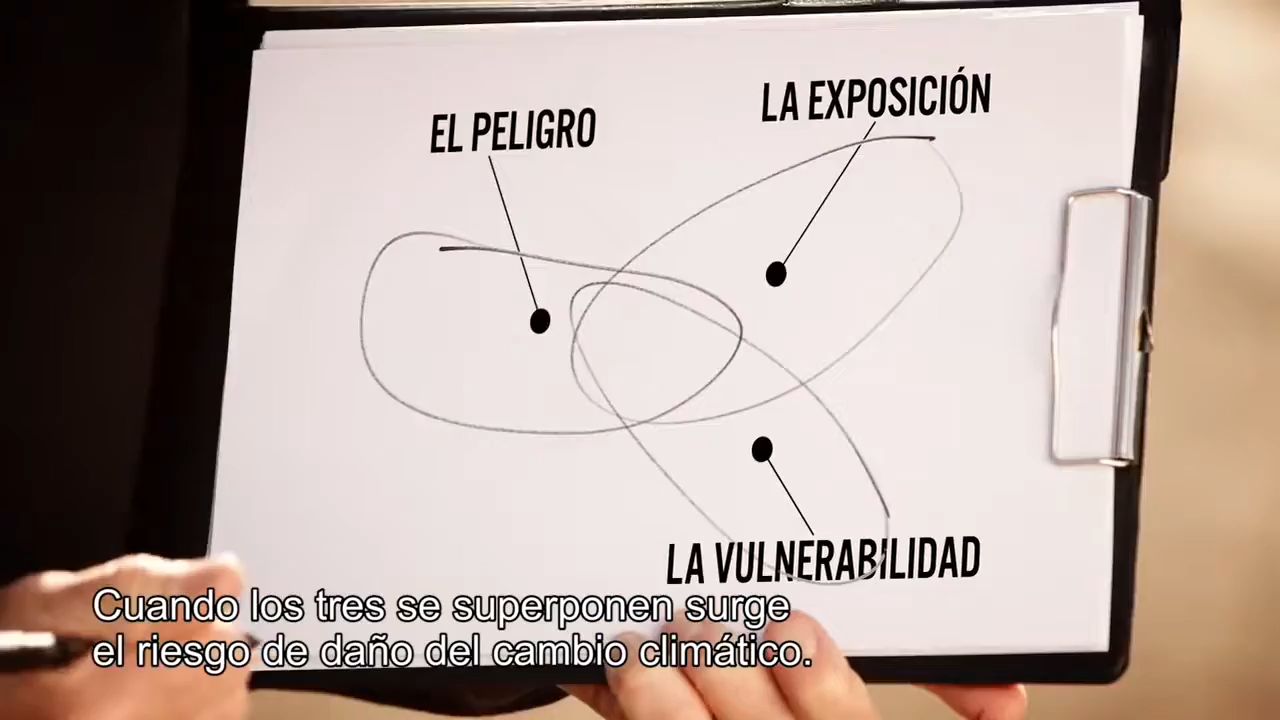 EL PELIGRO
LA EXPOSICIÓN
LA VULNERABILIDAD
Cuando los tres se superponen surge
el riesgo de daño del cambio climático.